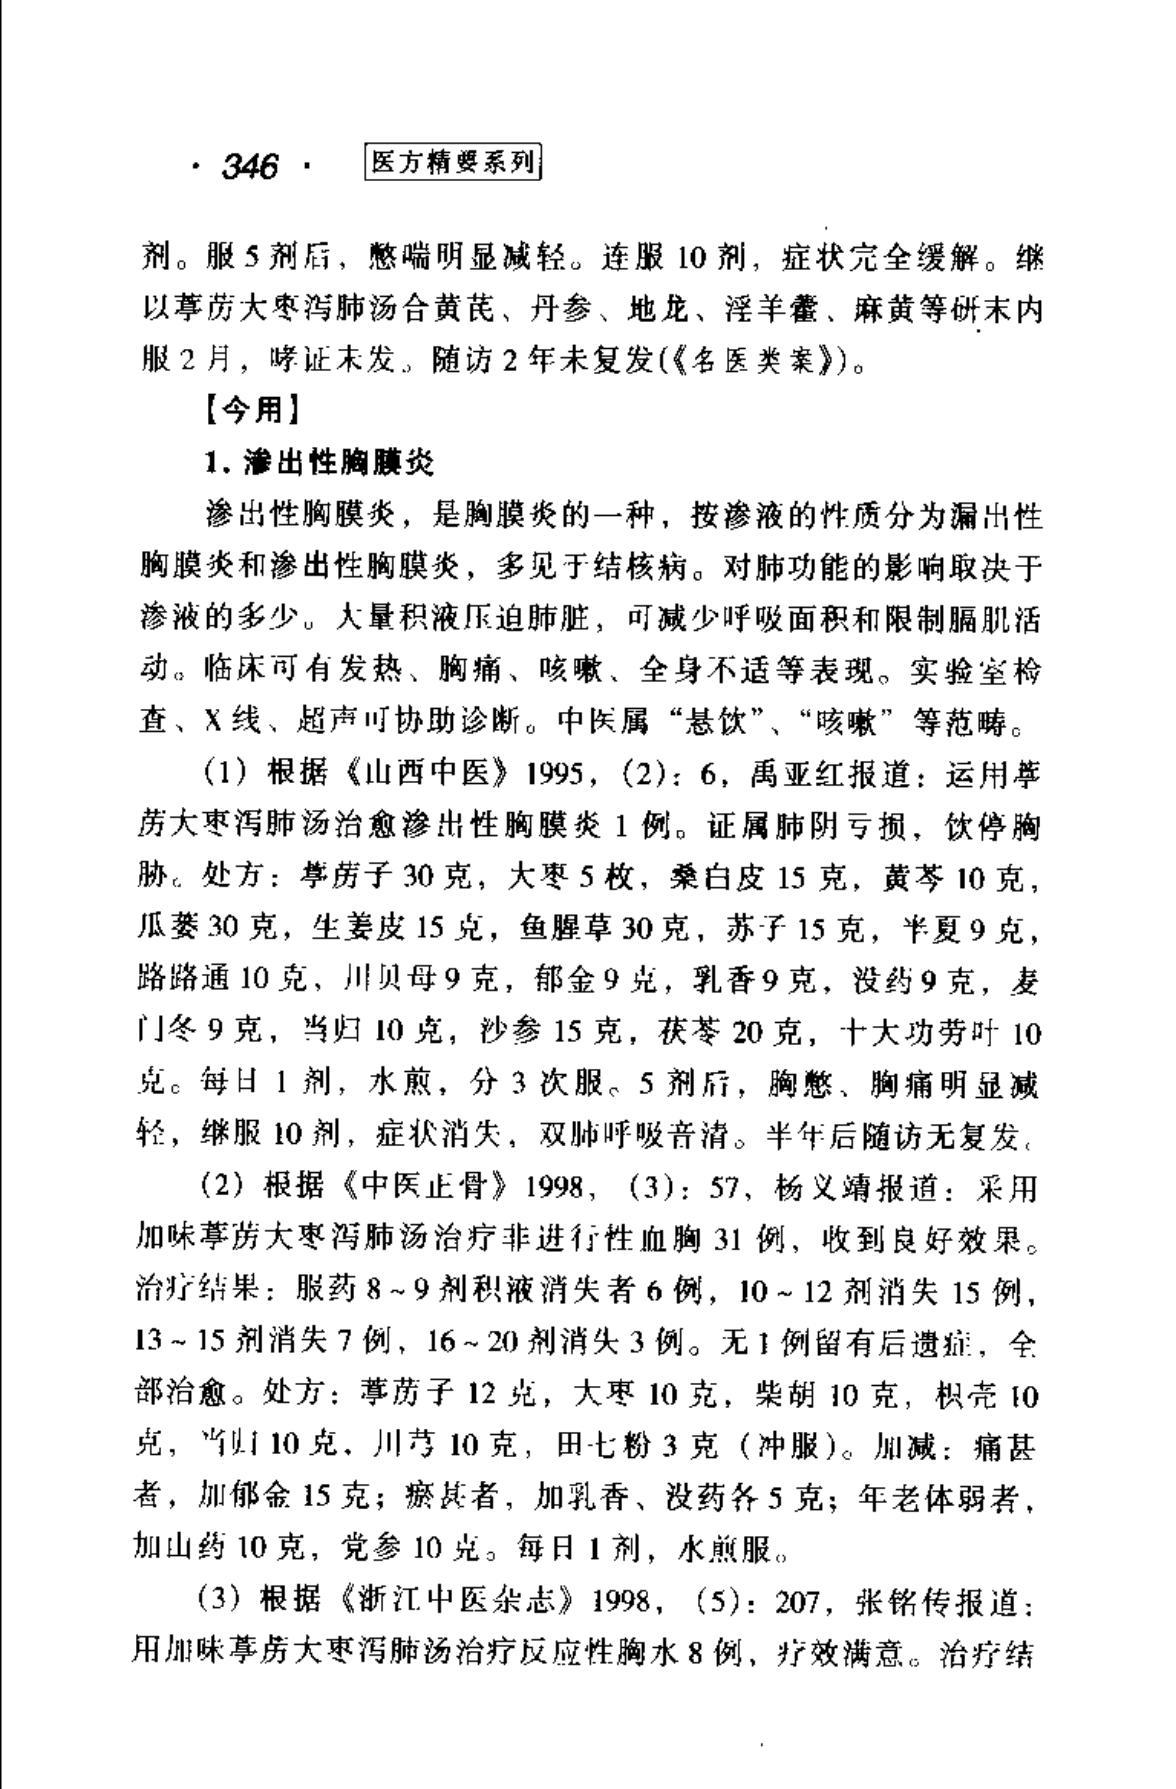 · 346 · 医方精要系列
剂。服 5 剂后，憋喘明显减轻。连服 10 剂，症状完全缓解。继
以葶苈大枣泻肺汤合黄芪、丹参、地龙、淫羊藿、麻黄等研末内
服 2 月，哮证未发。随访 2 年未复发(《名医类案》)。
【今用】
1. 渗出性胸膜炎
渗出性胸膜炎，是胸膜炎的一种，按渗液的性质分为漏出性
胸膜炎和渗出性胸膜炎，多见于结核病。对肺功能的影响取决于
渗液的多少。大量积液压迫肺脏，可减少呼吸面积和限制膈肌活
动。临床可有发热、胸痛、咳嗽、全身不适等表现。实验室检
查、X 线、超声可协助诊断。中医属“悬饮”、“咳嗽”等范畴。
(1) 根据《山西中医》1995，(2)：6，禹亚红报道：运用葶
苈大枣泻肺汤治愈渗出性胸膜炎 1 例。证属肺阴亏损，饮停胸
胁。处方：葶苈子 30 克，大枣 5 枚，桑白皮 15 克，黄芩 10 克，
瓜蒌 30 克，生姜皮 15 克，鱼腥草 30 克，苏子 15 克，半夏 9 克，
路路通 10 克，川贝母 9 克，郁金 9 克，乳香 9 克，没药 9 克，麦
门冬 9 克，当归 10 克，沙参 15 克，茯苓 20 克，十大功劳叶 10
克。每日 1 剂，水煎，分 3 次服。5 剂后，胸憋、胸痛明显减
轻，继服 10 剂，症状消失，双肺呼吸音清。半年后随访无复发。
(2) 根据《中医正骨》1998，(3)：57，杨义靖报道：采用
加味葶苈大枣泻肺汤治疗非进行性血胸 31 例，收到良好效果。
治疗结果：服药 8～9 剂积液消失者 6 例，10～12 剂消失 15 例，
13～15 剂消失 7 例，16～20 剂消失 3 例。无 1 例留有后遗症，全
部治愈。处方：葶苈子 12 克，大枣 10 克，柴胡 10 克，枳壳 10
克，当归 10 克，川芎 10 克，田七粉 3 克（冲服）。加减：痛甚
者，加郁金 15 克；瘀甚者，加乳香、没药各 5 克；年老体弱者，
加山药 10 克，党参 10 克。每日 1 剂，水煎服。
(3) 根据《浙江中医杂志》1998，(5)：207，张铭传报道：
用加味葶苈大枣泻肺汤治疗反应性胸水 8 例，疗效满意。治疗结